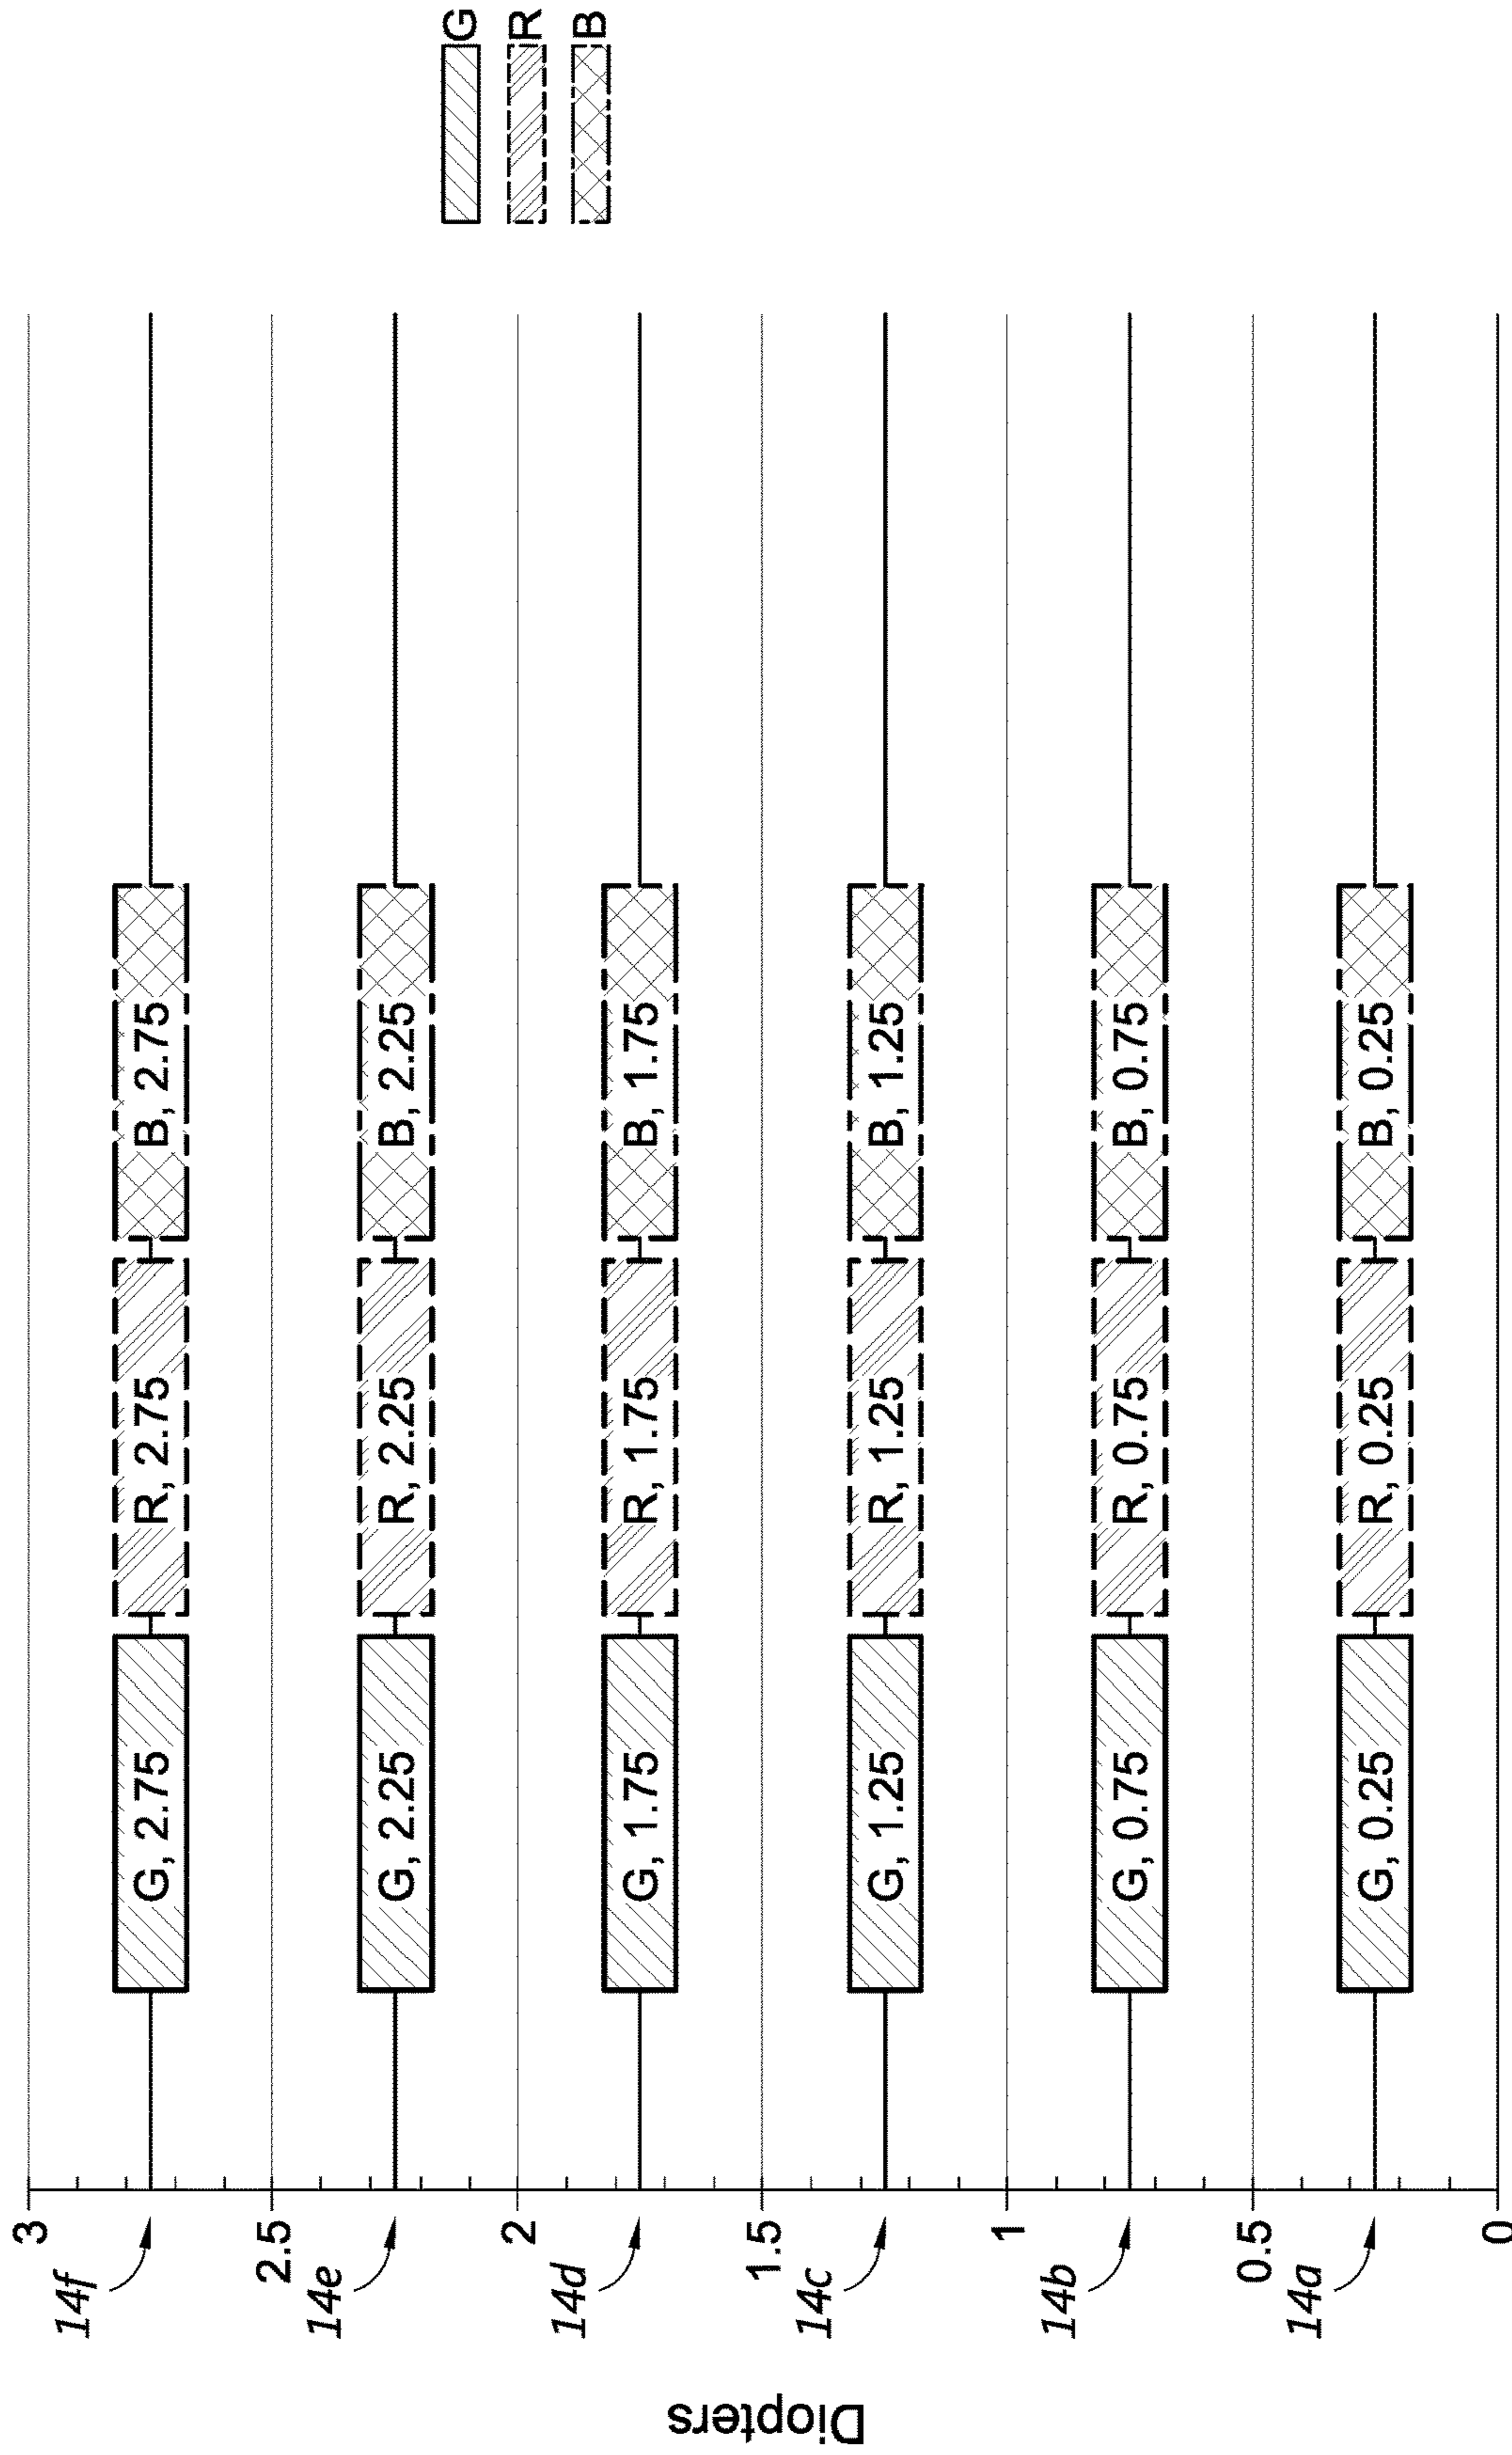 Diopters
3
14f
G, 2.75 R, 2.75 B, 2.75
2.5
14e
G, 2.25 R, 2.25 B, 2.25
2
14d
G, 1.75 R, 1.75 B, 1.75
1.5
14c
G, 1.25 R, 1.25 B, 1.25
1
14b
G, 0.75 R, 0.75 B, 0.75
0.5
14a
G, 0.25 R, 0.25 B, 0.25
0
G
R
B